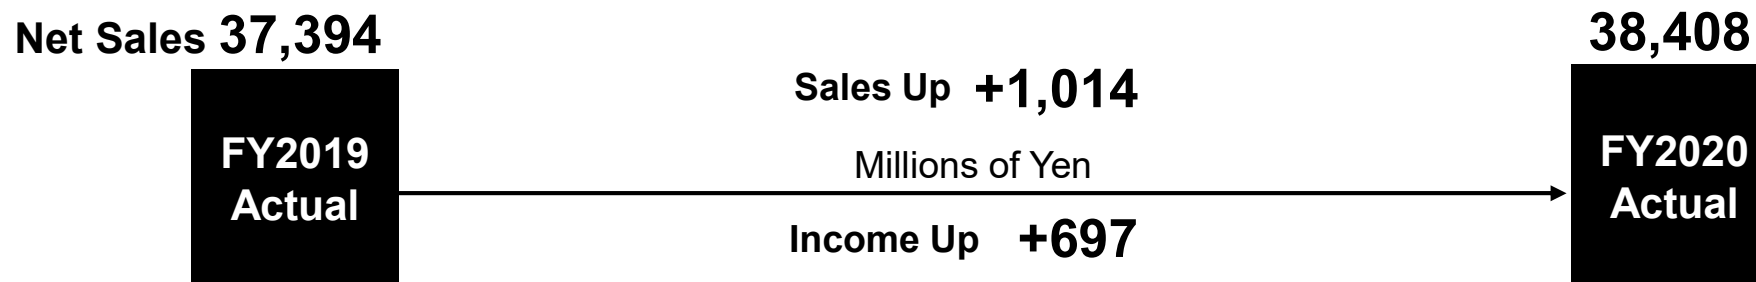 Net Sales 37,394
38,408
Sales Up +1,014
FY2019
Actual
Millions of Yen
FY2020
Actual
Income Up +697